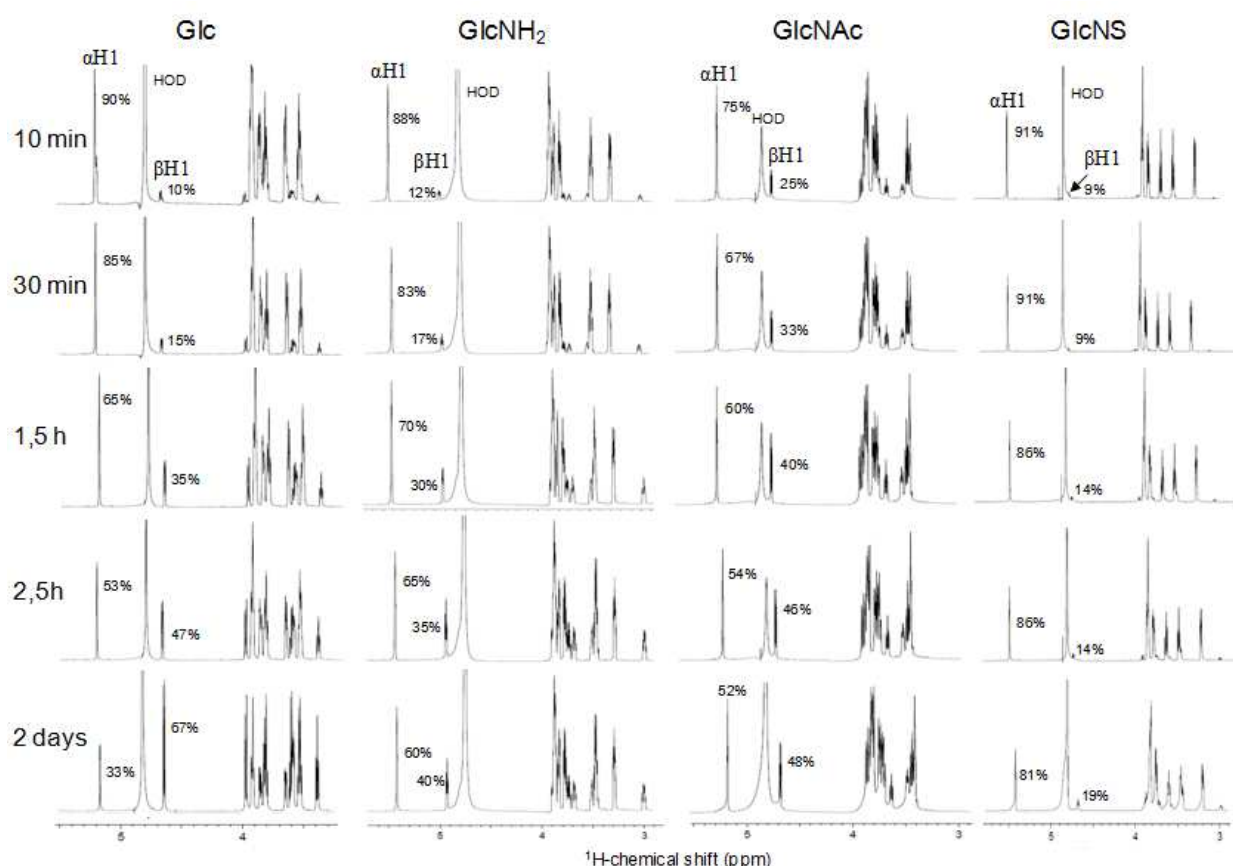 Glc GlcNH₂ GlcNAc GlcNS
αH1 HOD 90% βH1 10%
αH1 HOD 88% βH1 12%
αH1 75% HOD βH1 25%
αH1 HOD βH1 9% 91%
10 min
30 min
85% 15%
83% 17%
67% 33%
91% 9%
1,5 h
65% 35%
70% 30%
60% 40%
86% 14%
2,5h
53% 47%
65% 35%
54% 46%
86% 14%
2 days
33% 67%
60% 40%
52% 48%
81% 19%
5 4 5 4 3 5 4 3 5 4 3
¹H-chemical shift (ppm)